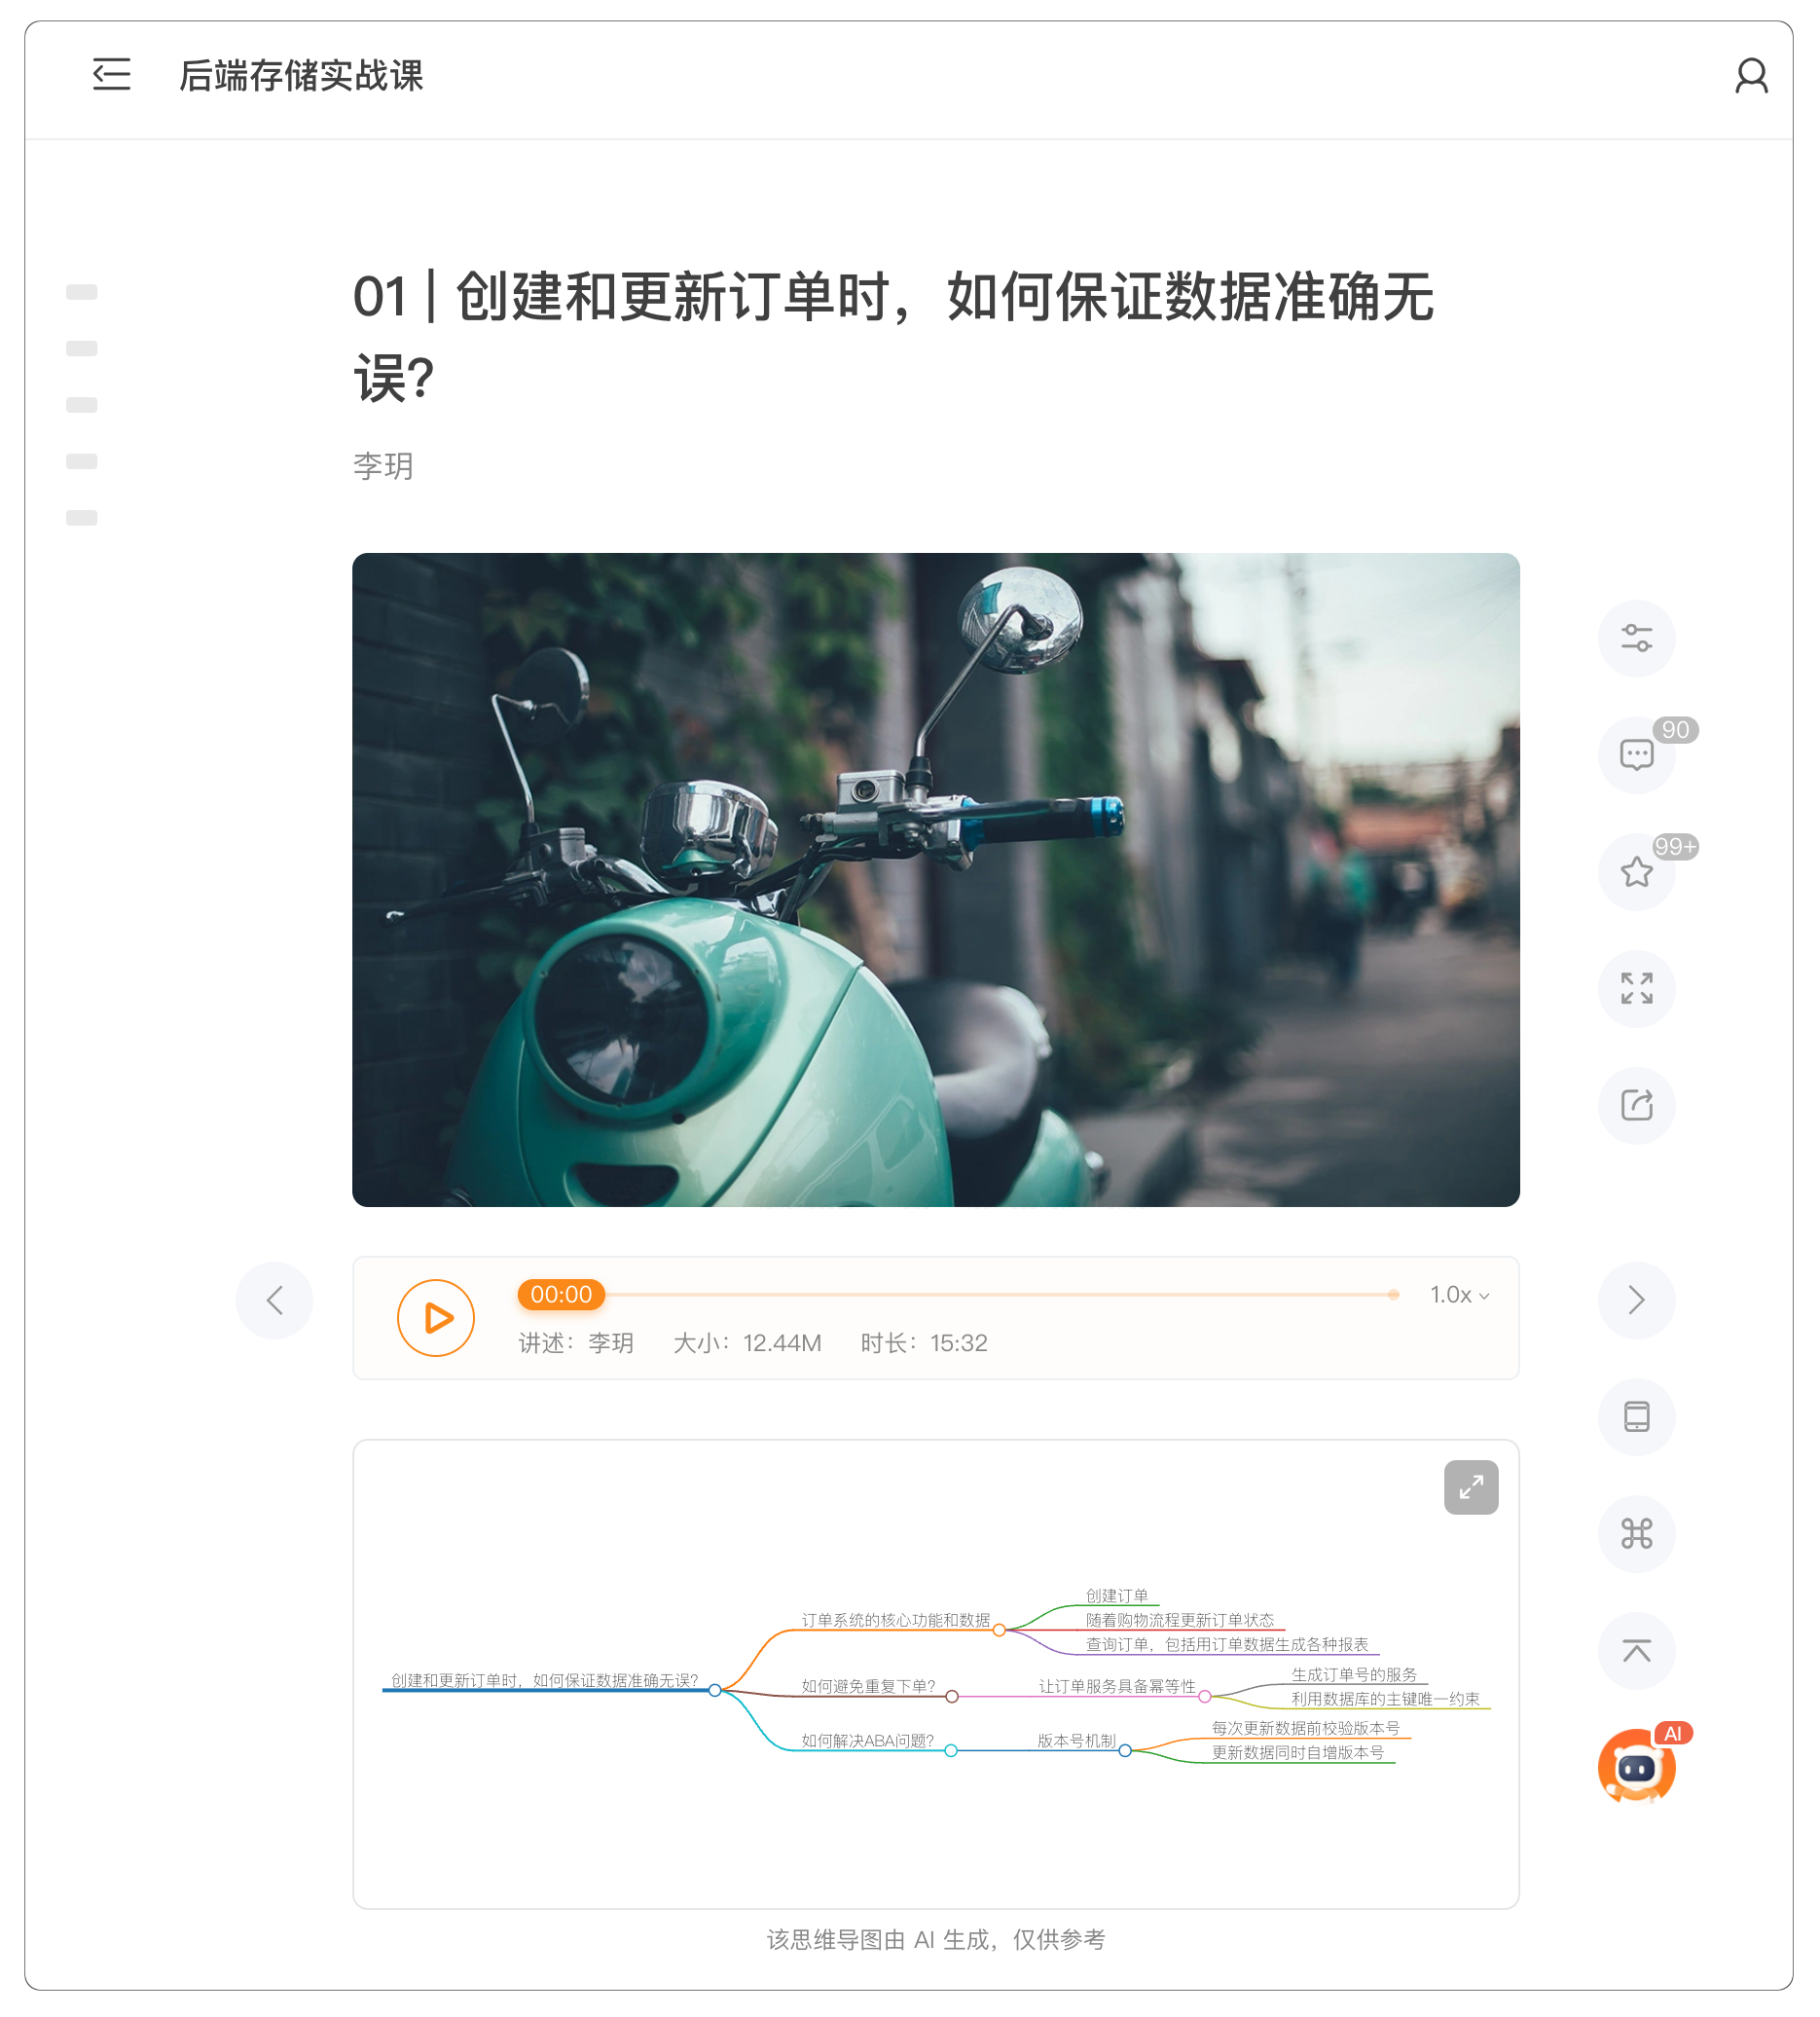 后端存储实战课
01 | 创建和更新订单时，如何保证数据准确无
误？
李玥
90
99+
00:00
1.0x
讲述：李玥 大小：12.44M 时长：15:32
创建和更新订单时，如何保证数据准确无误？
订单系统的核心功能和数据
创建订单
随着购物流程更新订单状态
查询订单，包括用订单数据生成各种报表
如何避免重复下单？
让订单服务具备幂等性
生成订单号的服务
利用数据库的主键唯一约束
如何解决ABA问题？
版本号机制
每次更新数据前校验版本号
更新数据同时自增版本号
AI
该思维导图由 AI 生成，仅供参考